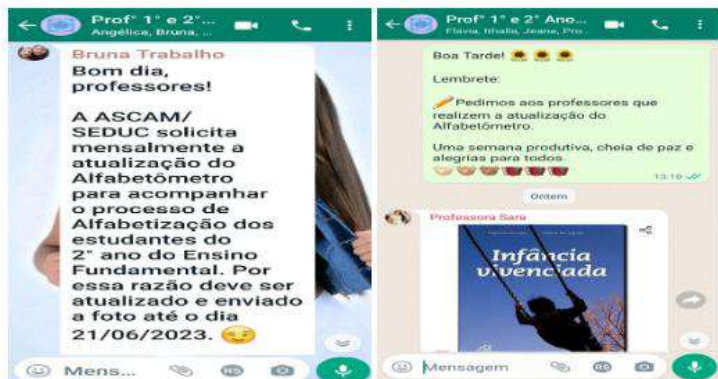 Prof° 1° e 2°...
Angélica, Bruna, ...
Bruna Trabalho
Bom dia,
professores!
A ASCAM/
SEDUC solicita
mensalmente a
atualização do
Alfabetômetro
para acompanhar
o processo de
Alfabetização dos
estudantes do
2° ano do Ensino
Fundamental. Por
essa razão deve ser
atualizado e enviado
a foto até o dia
21/06/2023. 😉
Mens...
Prof° 1° e 2° Ano...
Flávia, Ithalla, Jeane, Pro...
Boa Tarde! 🌻 🌻 🌻
Lembrete:
Pedimos aos professores que
realizem a atualização do
Alfabetômetro.
Uma semana produtiva, cheia de paz e
alegrias para todos.
13:10
Ontem
Professora Sara
Infância
vivenciada
Mensagem